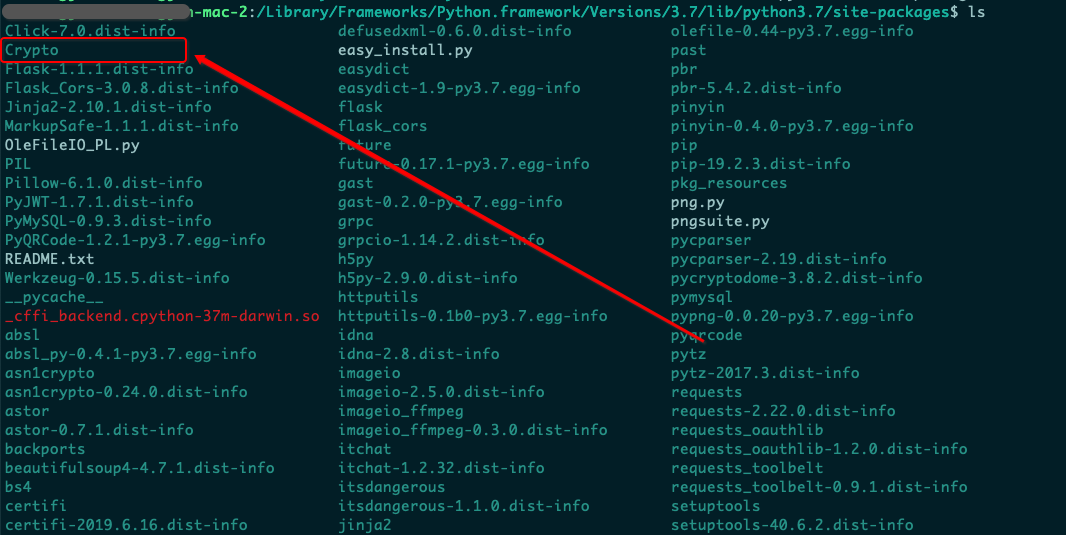 n-mac-2:/Library/Frameworks/Python.framework/Versions/3.7/lib/python3.7/site-packages$ ls
Click-7.0.dist-info defusedxml-0.6.0.dist-info olefile-0.44-py3.7.egg-info
Crypto easy_install.py past
Flask-1.1.1.dist-info easydict pbr
Flask_Cors-3.0.8.dist-info easydict-1.9-py3.7.egg-info pbr-5.4.2.dist-info
Jinja2-2.10.1.dist-info flask pinyin
MarkupSafe-1.1.1.dist-info flask_cors pinyin-0.4.0-py3.7.egg-info
OleFileIO_PL.py future pip
PIL future-0.17.1-py3.7.egg-info pip-19.2.3.dist-info
Pillow-6.1.0.dist-info gast pkg_resources
PyJWT-1.7.1.dist-info gast-0.2.0-py3.7.egg-info png.py
PyMySQL-0.9.3.dist-info grpc pngsuite.py
PyQRCode-1.2.1-py3.7.egg-info grpcio-1.14.2.dist-info pycparser
README.txt h5py pycparser-2.19.dist-info
Werkzeug-0.15.5.dist-info h5py-2.9.0.dist-info pycryptodome-3.8.2.dist-info
__pycache__ httputils pymysql
_cffi_backend.cpython-37m-darwin.so httputils-0.1b0-py3.7.egg-info pypng-0.0.20-py3.7.egg-info
absl idna pyqrcode
absl_py-0.4.1-py3.7.egg-info idna-2.8.dist-info pytz
asn1crypto imageio pytz-2017.3.dist-info
asn1crypto-0.24.0.dist-info imageio-2.5.0.dist-info requests
astor imageio_ffmpeg requests-2.22.0.dist-info
astor-0.7.1.dist-info imageio_ffmpeg-0.3.0.dist-info requests_oauthlib
backports itchat requests_oauthlib-1.2.0.dist-info
beautifulsoup4-4.7.1.dist-info itchat-1.2.32.dist-info requests_toolbelt
bs4 itsdangerous requests_toolbelt-0.9.1.dist-info
certifi itsdangerous-1.1.0.dist-info setuptools
certifi-2019.6.16.dist-info jinja2 setuptools-40.6.2.dist-info